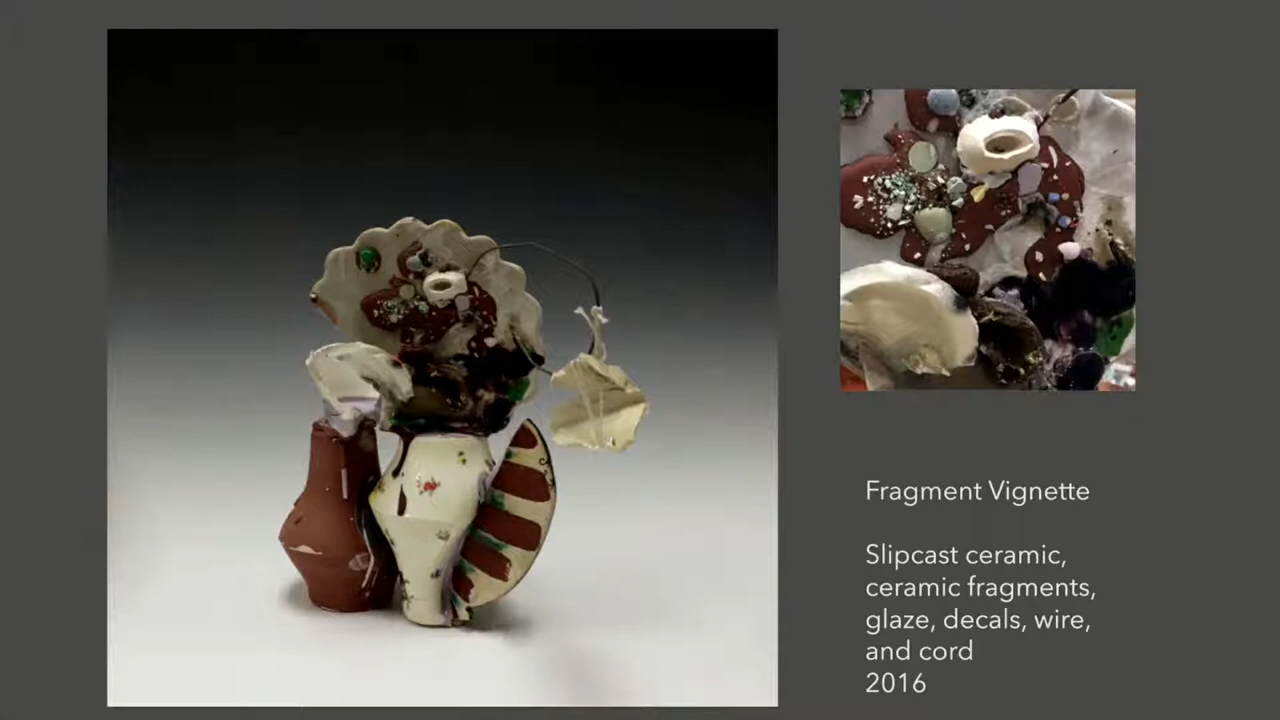 Fragment Vignette
Slipcast ceramic,
ceramic fragments,
glaze, decals, wire,
and cord
2016